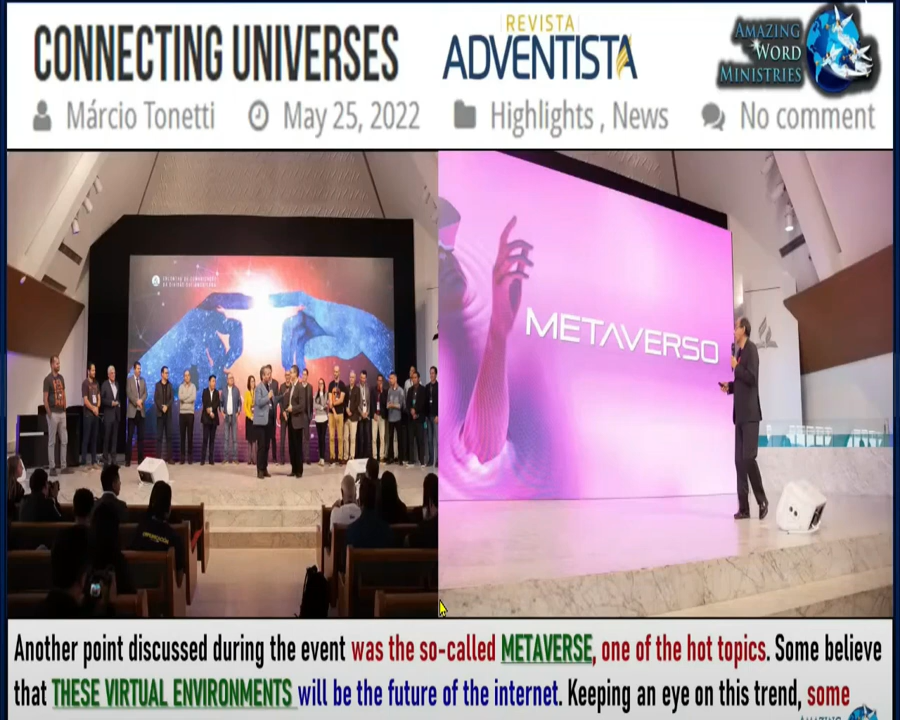 CONNECTING UNIVERSES
REVISTA
ADVENTISTA
AMAZING
WORD
MINISTRIES
Márcio Tonetti
May 25, 2022
Highlights , News
No comment
METAVERSO
Another point discussed during the event was the so-called METAVERSE, one of the hot topics. Some believe
that THESE VIRTUAL ENVIRONMENTS will be the future of the internet. Keeping an eye on this trend, some